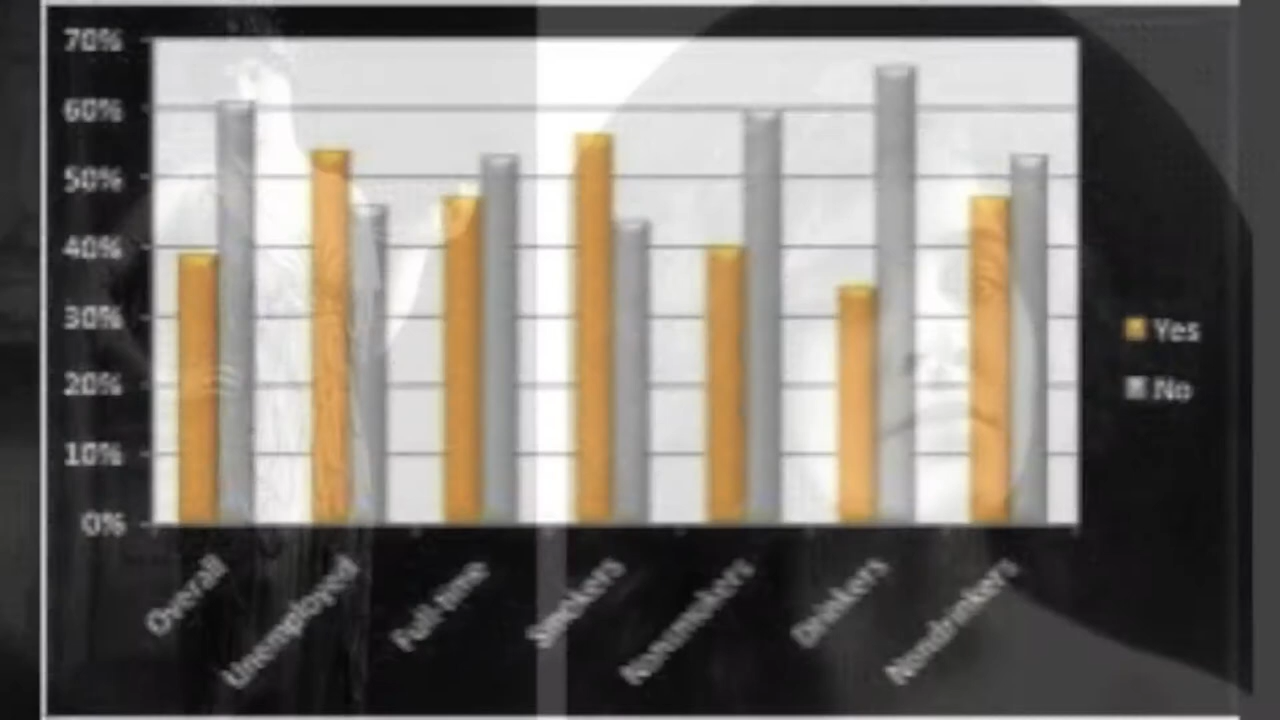 70%
60%
50%
40%
30%
20%
10%
0%
Overall
Unemployed
Full-time
Smokers
Nonsmokers
Drinkers
Nondrinkers
Yes
No